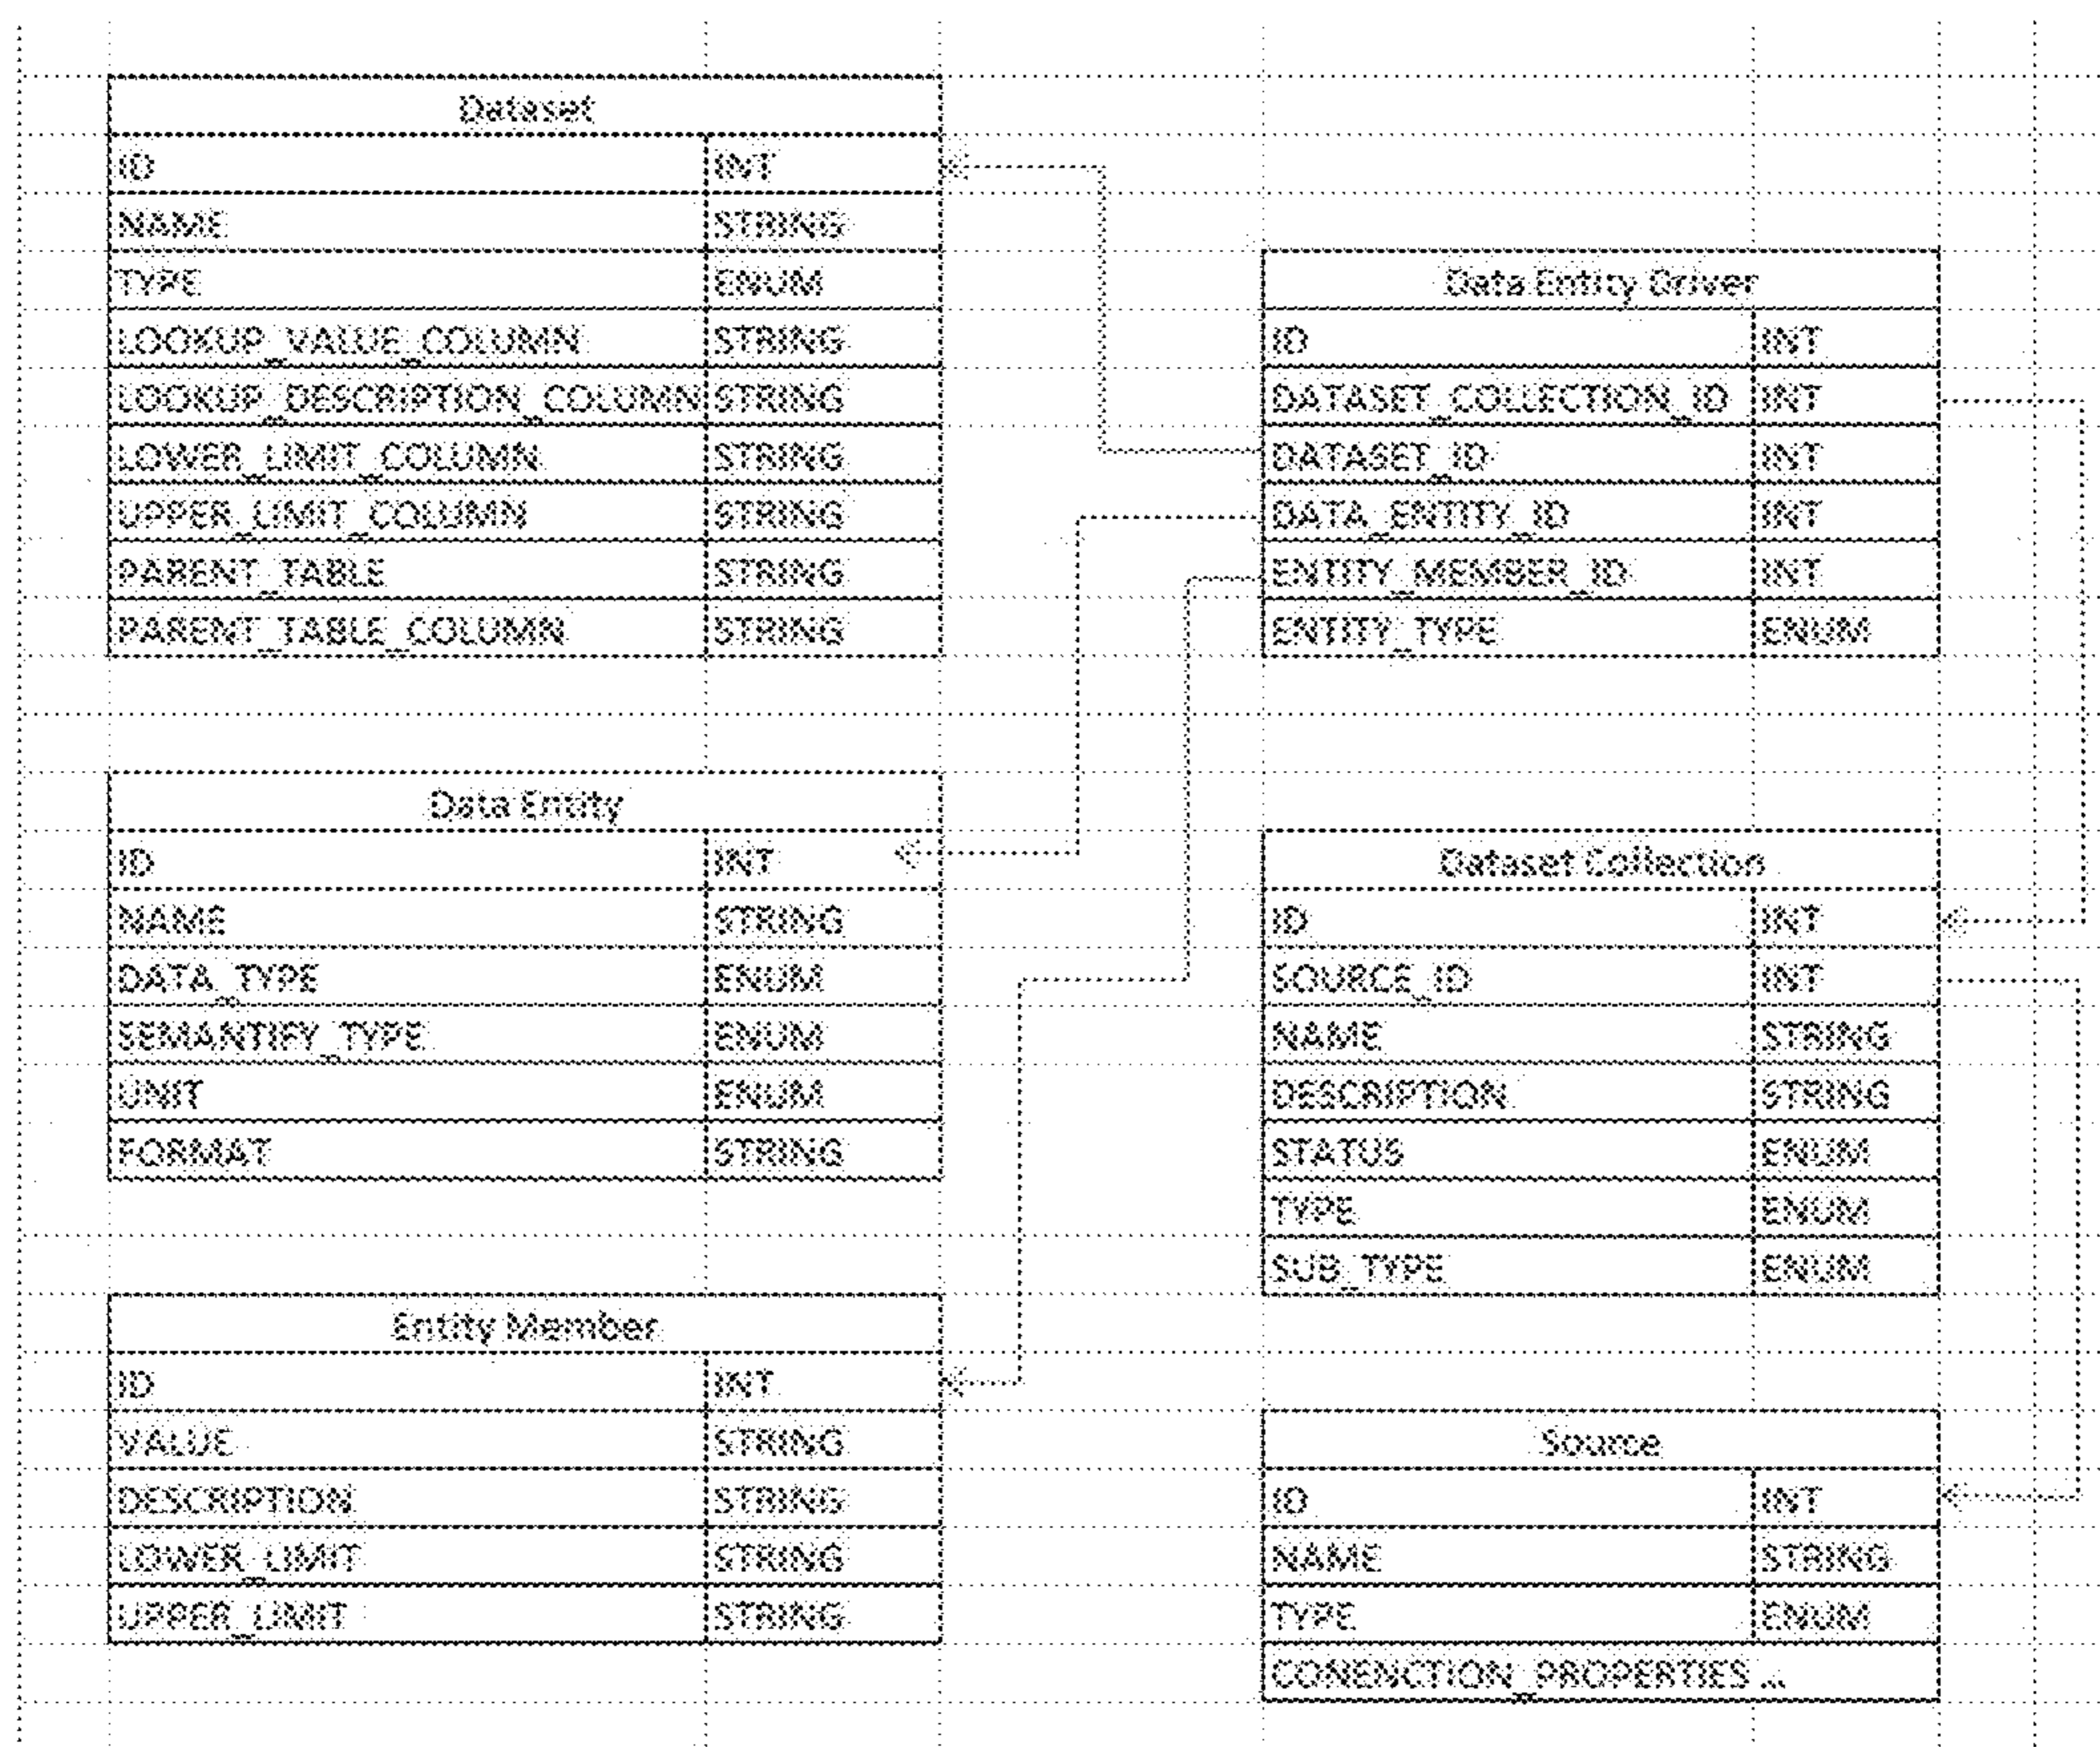 Dataset
ID INT
NAME STRING
TYPE ENUM
LOOKUP_VALUE_COLUMN STRING
LOOKUP_DESCRIPTION_COLUMN STRING
LOWER_LIMIT_COLUMN STRING
UPPER_LIMIT_COLUMN STRING
PARENT_TABLE STRING
PARENT_TABLE_COLUMN STRING
Data Entity Driver
ID INT
DATASET_COLLECTION_ID INT
DATASET_ID INT
DATA_ENTITY_ID INT
ENTITY_MEMBER_ID INT
ENTITY_TYPE ENUM
Data Entity
ID INT
NAME STRING
DATA_TYPE ENUM
SEMANTIFY_TYPE ENUM
UNIT ENUM
FORMAT STRING
Dataset Collection
ID INT
SOURCE_ID INT
NAME STRING
DESCRIPTION STRING
STATUS ENUM
TYPE ENUM
SUB_TYPE ENUM
Entity Member
ID INT
VALUE STRING
DESCRIPTION STRING
LOWER_LIMIT STRING
UPPER_LIMIT STRING
Source
ID INT
NAME STRING
TYPE ENUM
CONENCTION_PROPERTIES ...